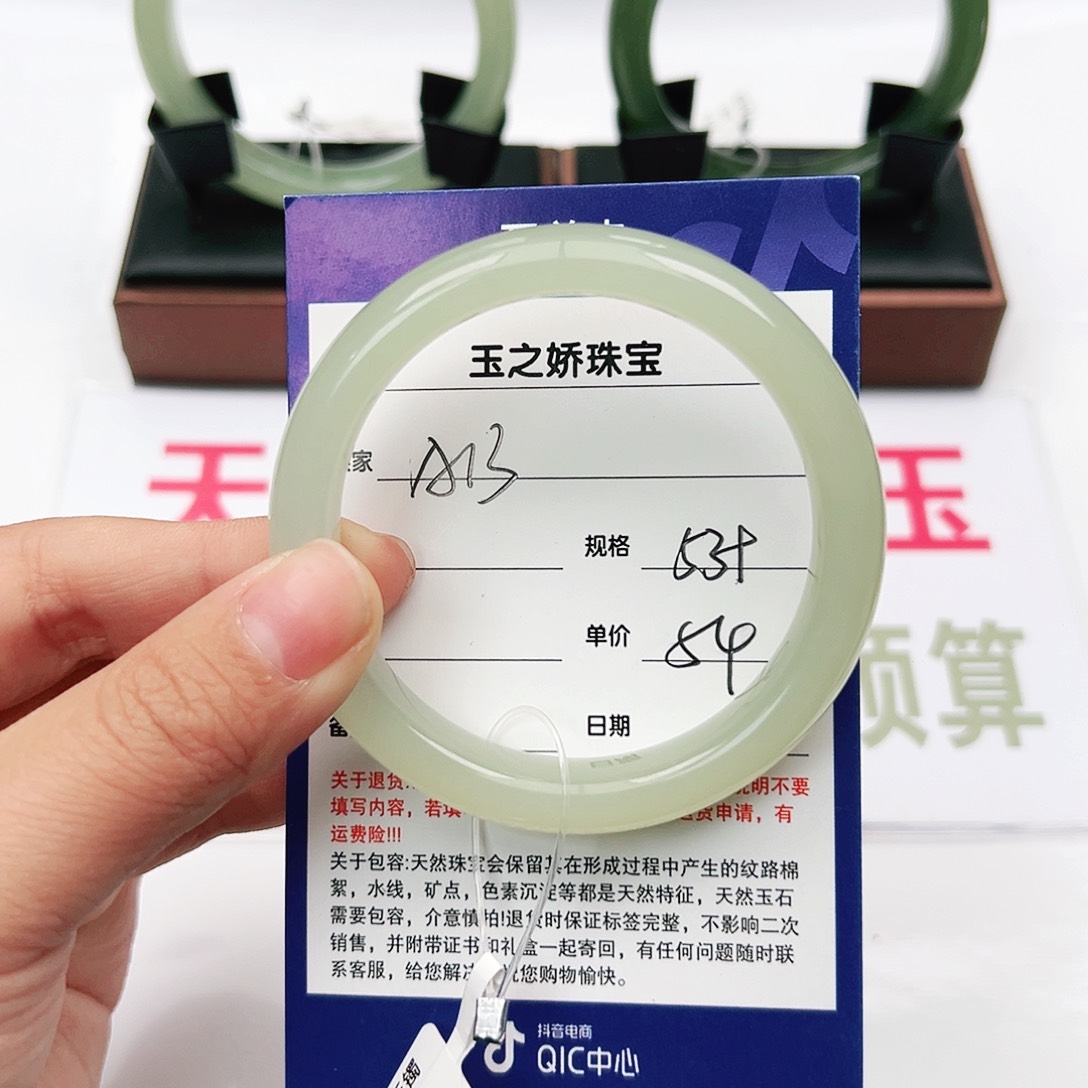 玉之娇珠宝
家 A13
规格 53+
单价 54
日期
关于退货
说明不要
填写内容，若填
货申请，有
运费险!!!
关于包容:天然珠宝会保留其在形成过程中产生的纹路棉
絮，水线，矿点，色素沉淀等都是天然特征，天然玉石
需要包容，介意慎拍!退货时保证标签完整，不影响二次
销售，并附带证书和礼盒一起寄回，有任何问题随时联
系客服，给您解决
祝您购物愉快。
抖音电商
QIC中心
天
玉
预算
镯